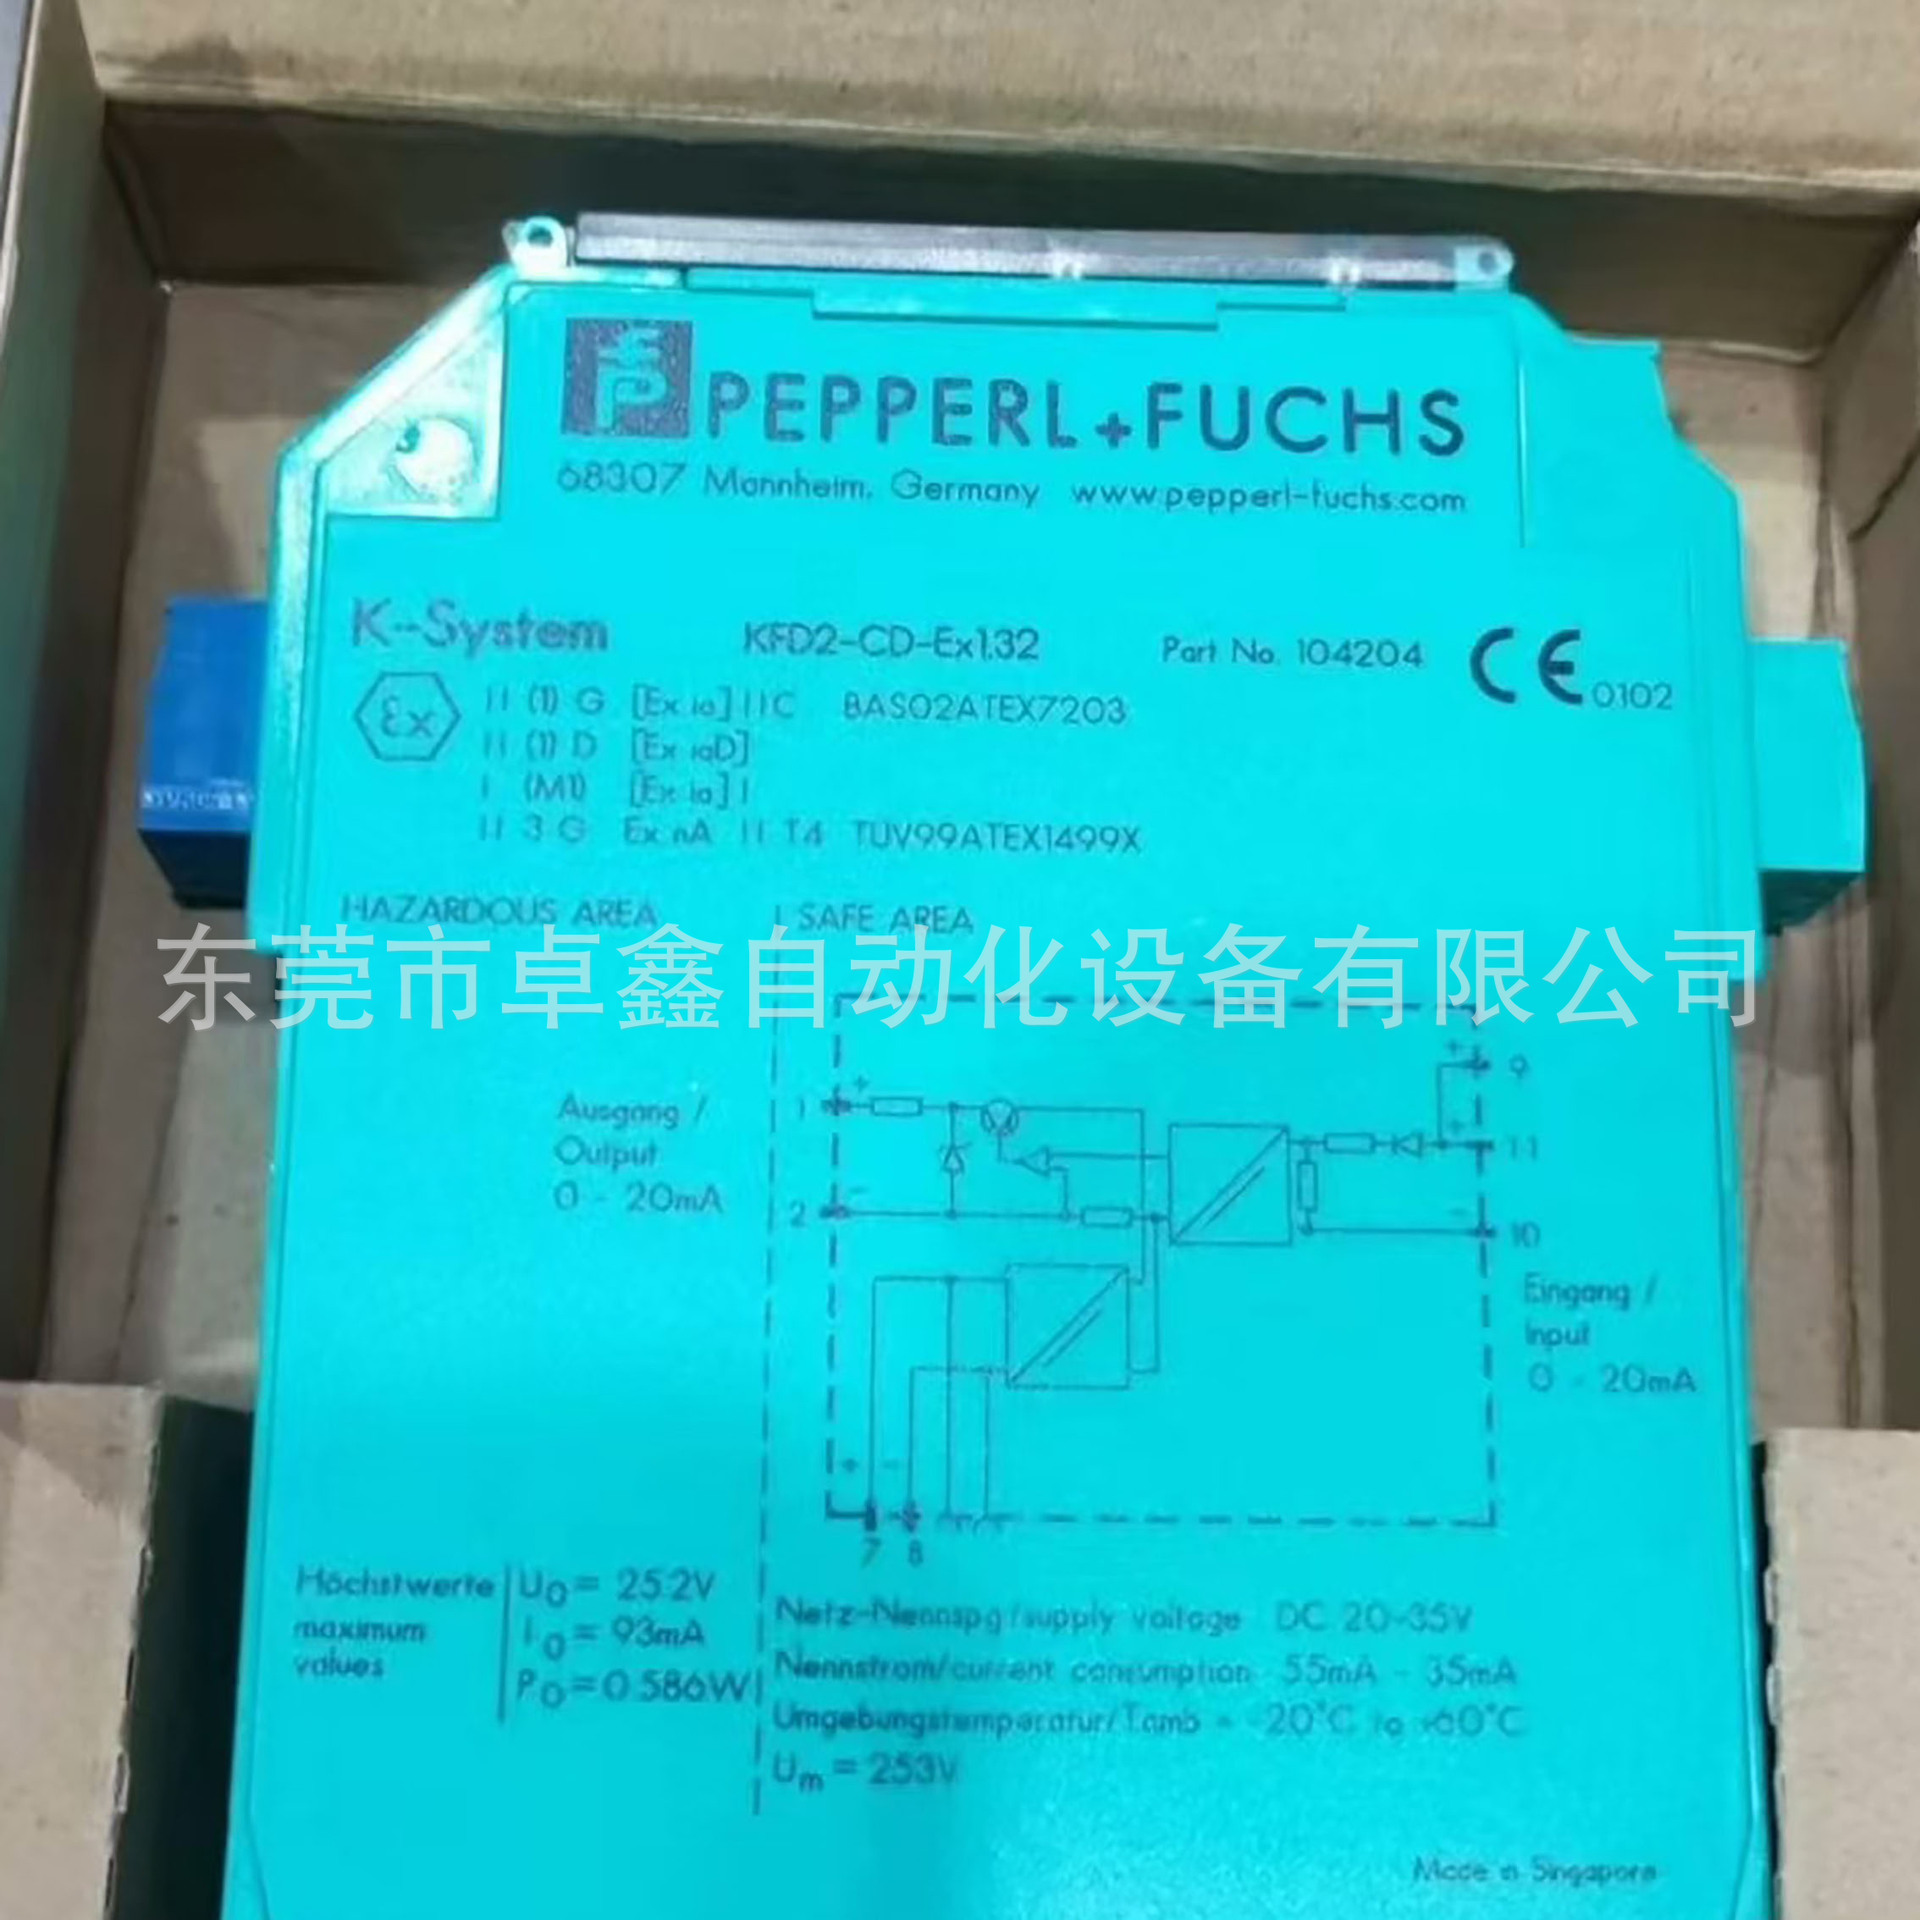 PEPPERL+FUCHS
68307 Mannheim, Germany www.pepperl-fuchs.com
K-System KFD2-CD-Ex1.32 Part No. 104204 CE 0102
Ex II (1) G [Ex ia] IIC BAS02ATEX7203
II (1) D [Ex iaD]
I (M1) [Ex ia] I
II 3 G Ex nA II T4 TUV99ATEX1499X
HAZARDOUS AREA SAFE AREA
东莞市卓鑫自动化设备有限公司
+ 9
Ausgang / 1 +
Output + 11
0 - 20mA 2 -
- 10
Eingang /
Input
0 - 20mA
+ -
7 8
Höchstwerte U0 = 25.2V
maximum I0 = 93mA
values P0 = 0.586W
Netz-Nennspg/supply voltage DC 20-35V
Nennstrom/current consumption 55mA - 35mA
Umgebungstemperatur/Tamb = -20°C to +60°C
Um = 253V
Made in Singapore